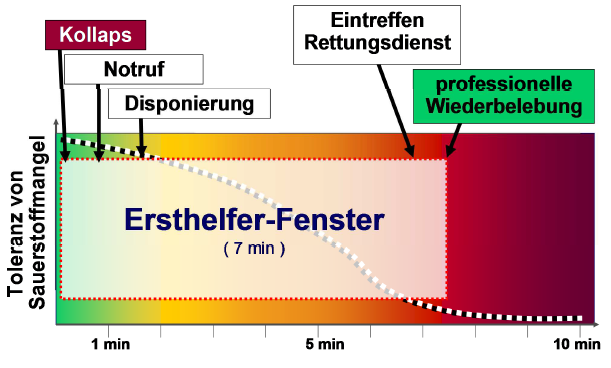 Kollaps
Notruf
Disponierung
Eintreffen
Rettungsdienst
professionelle
Wiederbelebung
Toleranz von
Sauerstoffmangel
Ersthelfer-Fenster
( 7 min )
1 min
5 min
10 min